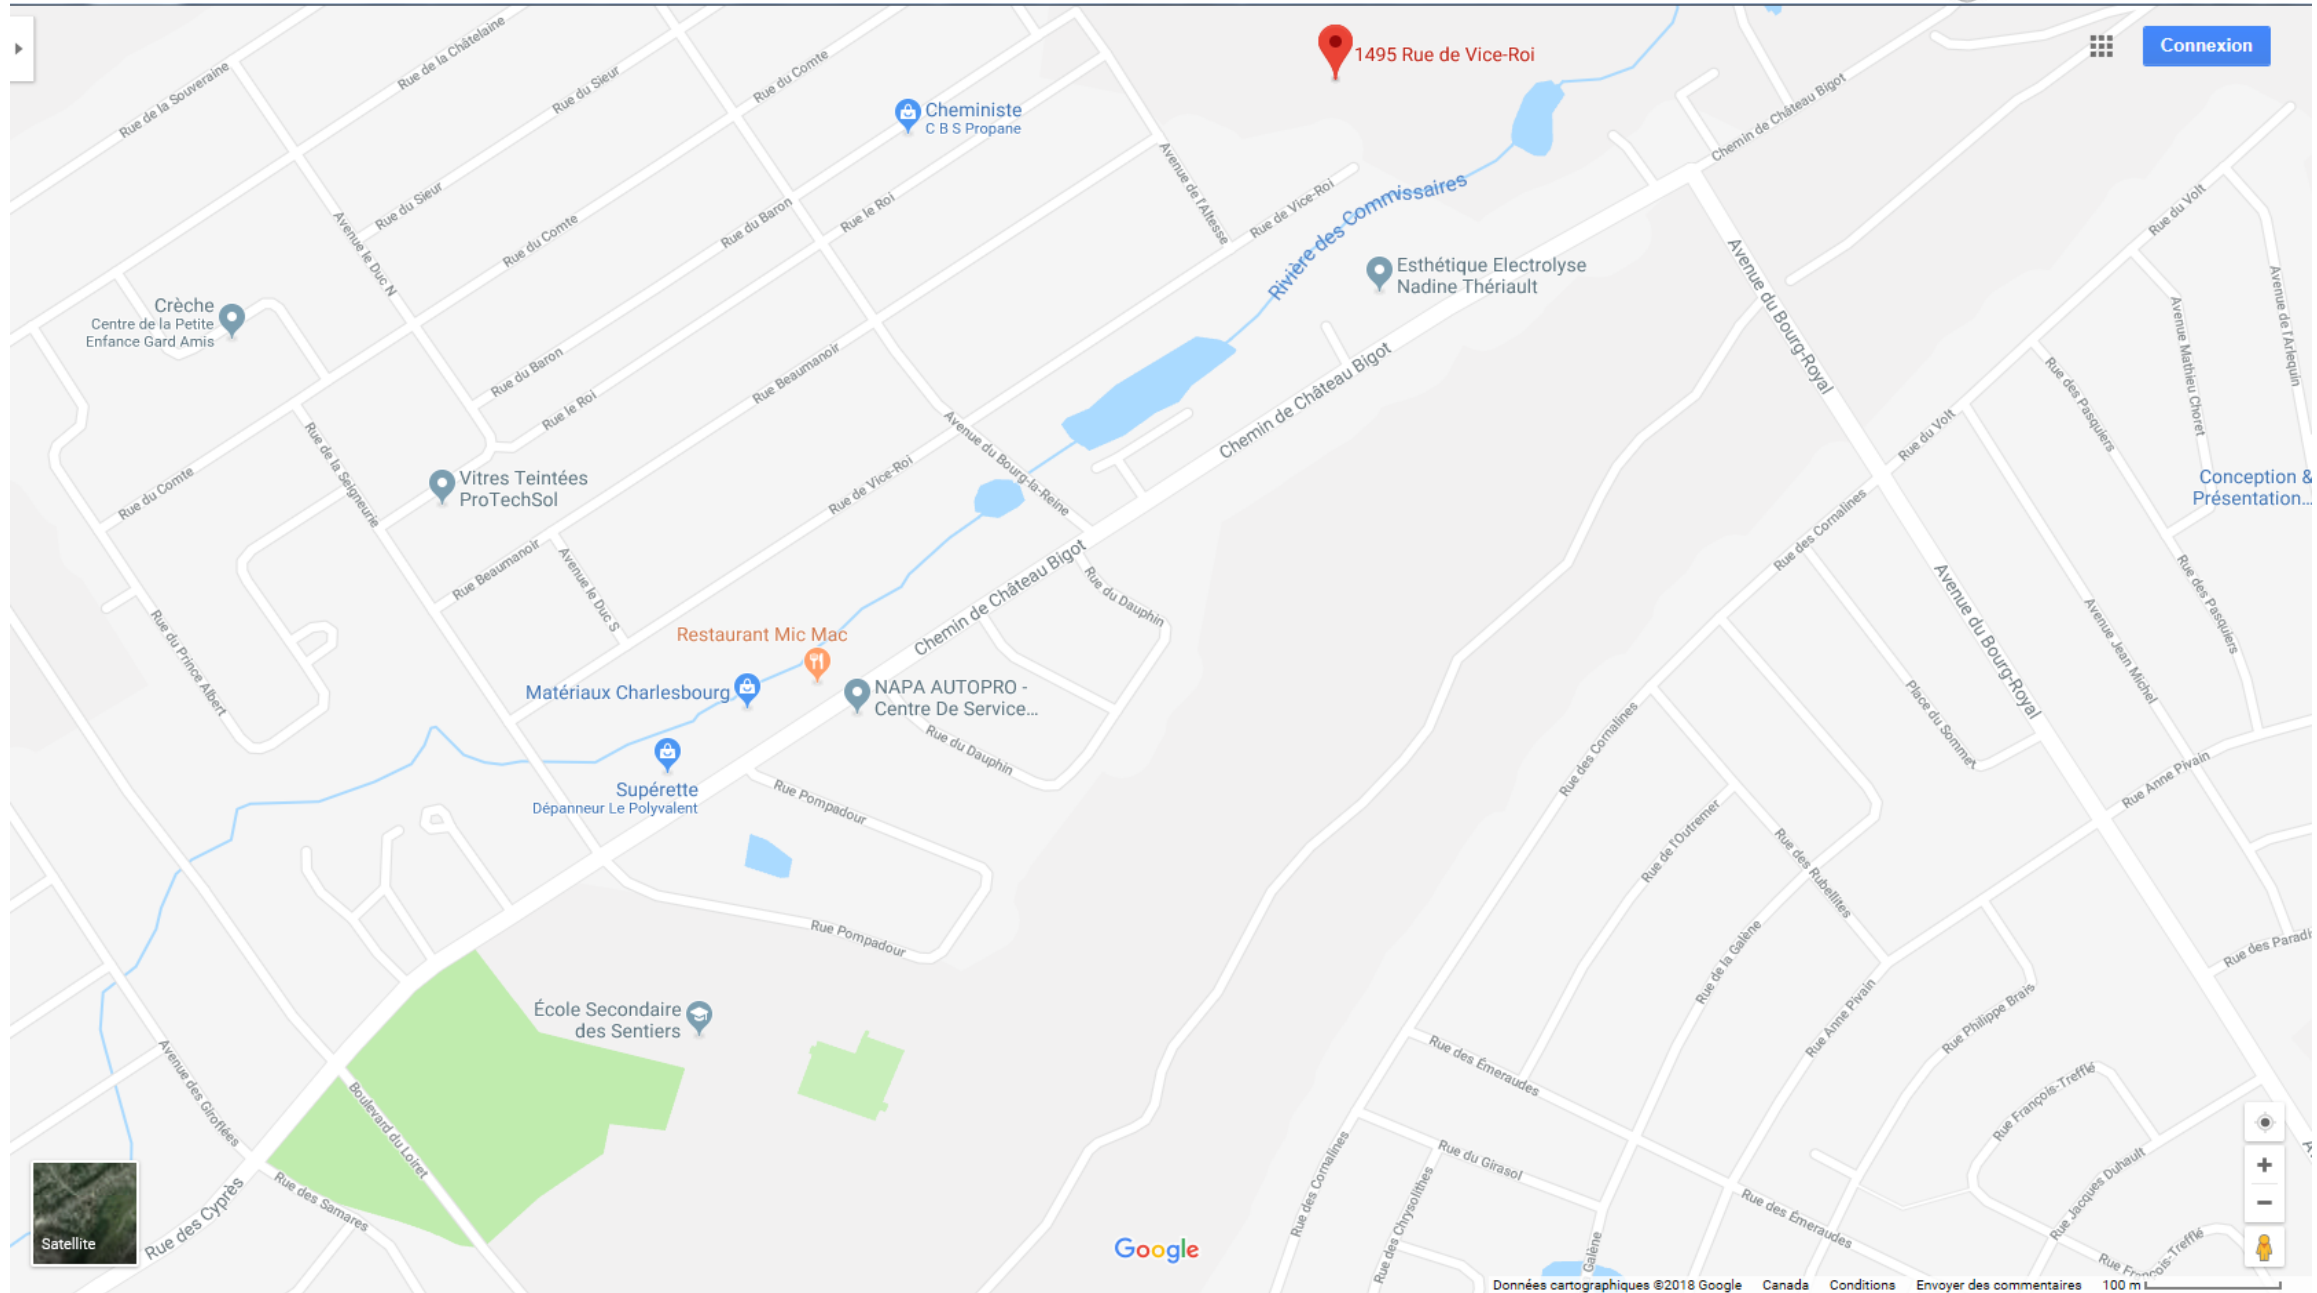 1495 Rue de Vice-Roi
Connexion
Rue de la Souveraine
Rue de la Châtelaine
Rue du Sieur
Rue du Comte
Cheministe
C B S Propane
Chemin de Château Bigot
Avenue de l'Altesse
Rue de Vice-Roi
Rivière des Commissaires
Rue du Volt
Rue du Sieur
Avenue le Duc N
Rue du Comte
Rue du Baron
Rue le Roi
Esthétique Electrolyse
Nadine Thériault
Avenue du Bourg-Royal
Avenue Mathieu Choret
Avenue de l'Arlequin
Crèche
Centre de la Petite
Enfance Gard Amis
Rue du Baron
Rue le Roi
Rue Beaumanoir
Chemin de Château Bigot
Rue des Pasquiers
Rue du Volt
Rue du Comte
Rue de la Seigneurie
Vitres Teintées
ProTechSol
Rue de Vice-Roi
Avenue du Bourg-la-Reine
Conception &
Présentation...
Rue des Cornalines
Rue Beaumanoir
Avenue le Duc S
Chemin de Château Bigot
Rue du Dauphin
Avenue du Bourg-Royal
Rue des Pasquiers
Avenue Jean Michel
Rue du Prince Albert
Restaurant Mic Mac
Matériaux Charlesbourg
NAPA AUTOPRO -
Centre De Service...
Rue du Dauphin
Rue des Cornalines
Place du Sommet
Rue Anne Pivain
Supérette
Dépanneur Le Polyvalent
Rue Pompadour
Rue de l'Outremer
Rue des Rubellites
Rue Pompadour
Rue de la Galène
Rue des Paradi
École Secondaire
des Sentiers
Rue Anne Pivain
Rue Philippe Brais
Avenue des Giroflées
Boulevard du Loiret
Rue des Émeraudes
Rue François-Trefflé
Rue des Cyprès
Rue des Samares
Rue des Cornalines
Rue du Girasol
Rue des Chrysolithes
Rue des Émeraudes
Rue Jacques Duhault
Galène
Satellite
Google
Données cartographiques ©2018 Google Canada Conditions Envoyer des commentaires 100 m